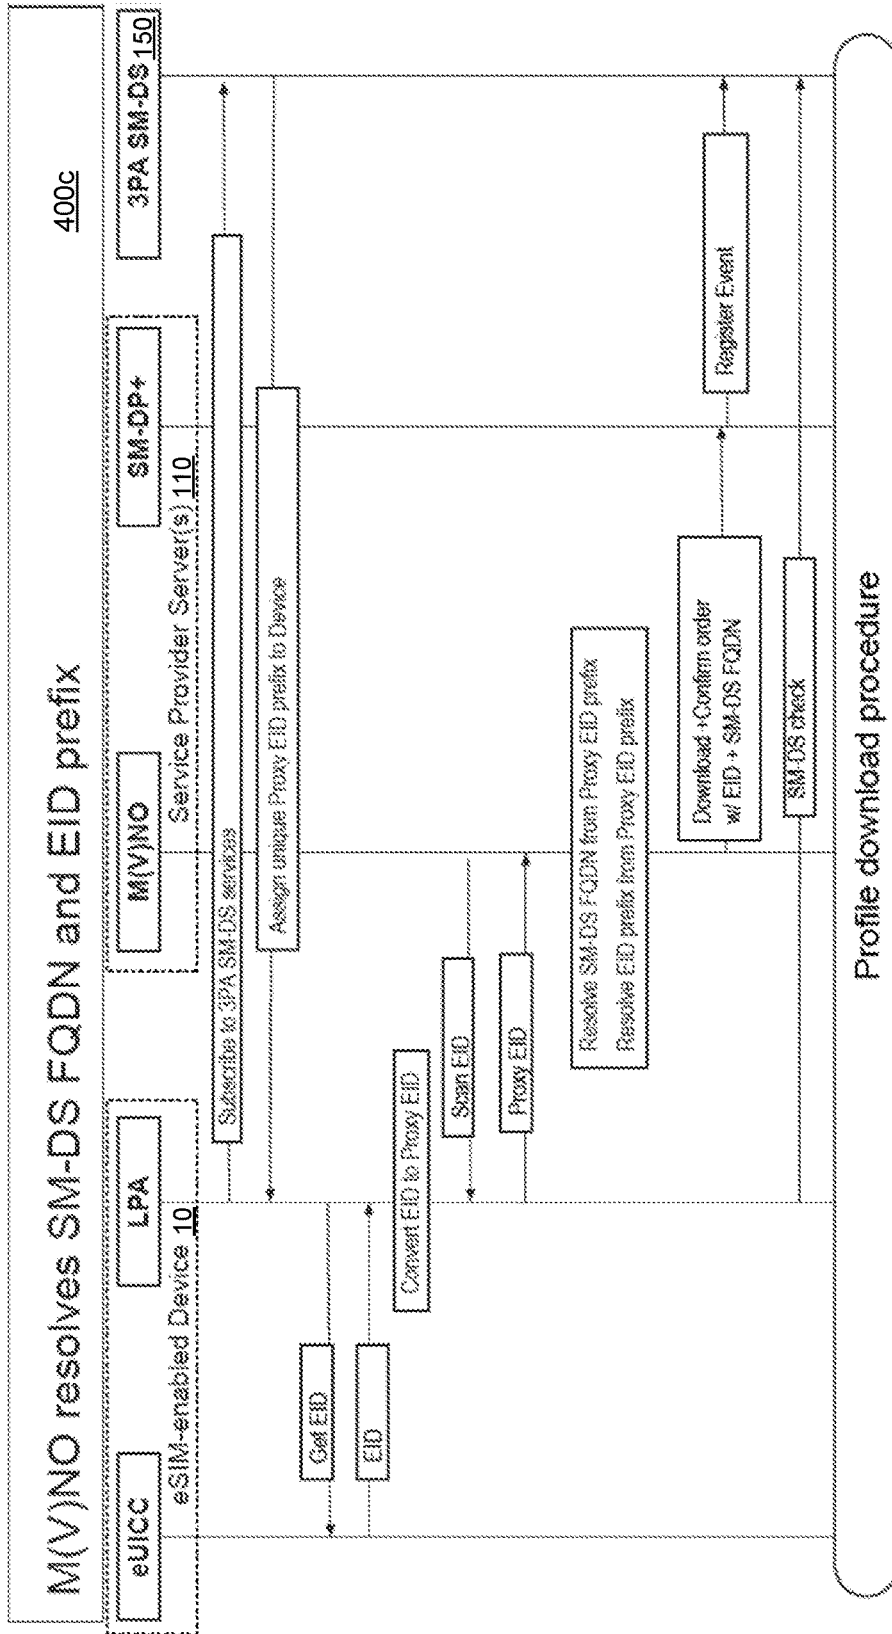 M(V)NO resolves SM-DS FQDN and EID prefix
400c
eUICC
LPA
M(V)NO
SM-DP+
3PA SM-DS 150
eSIM-enabled Device 10
Service Provider Server(s) 110
Subscribe to 3PA SM-DS services
Assign unique Proxy EID prefix to Device
Get EID
EID
Convert EID to Proxy EID
Scan EID
Proxy EID
Resolve SM-DS FQDN from Proxy EID prefix
Resolve EID prefix from Proxy EID prefix
Download +Confirm order
w/ EID + SM-DS FQDN
Register Event
SM-DS check
Profile download procedure